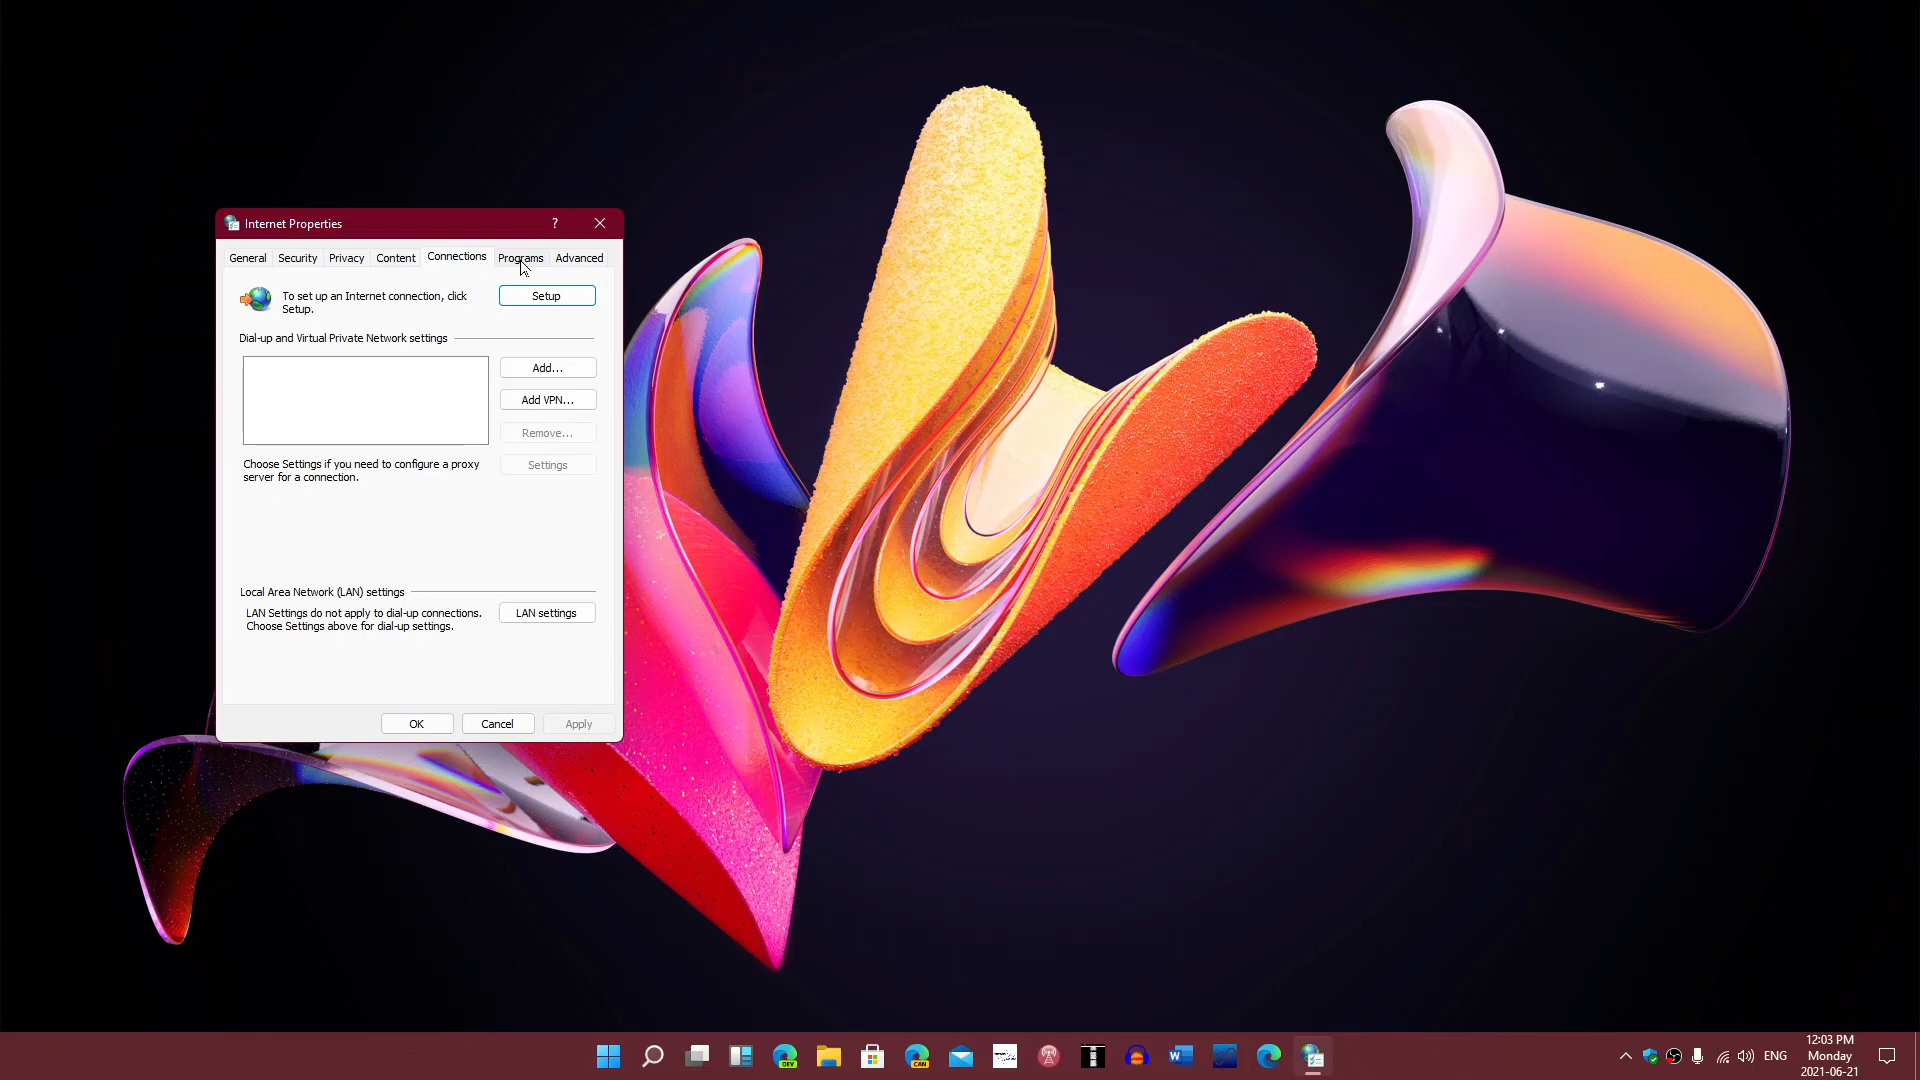 Internet Properties
?
General Security Privacy Content Connections Programs Advanced
To set up an Internet connection, click
Setup.
Setup
Dial-up and Virtual Private Network settings
Add...
Add VPN...
Remove...
Settings
Choose Settings if you need to configure a proxy
server for a connection.
Local Area Network (LAN) settings
LAN Settings do not apply to dial-up connections.
Choose Settings above for dial-up settings.
LAN settings
OK Cancel Apply
DEV
CAN
W
ENG
12:03 PM
Monday
2021-06-21